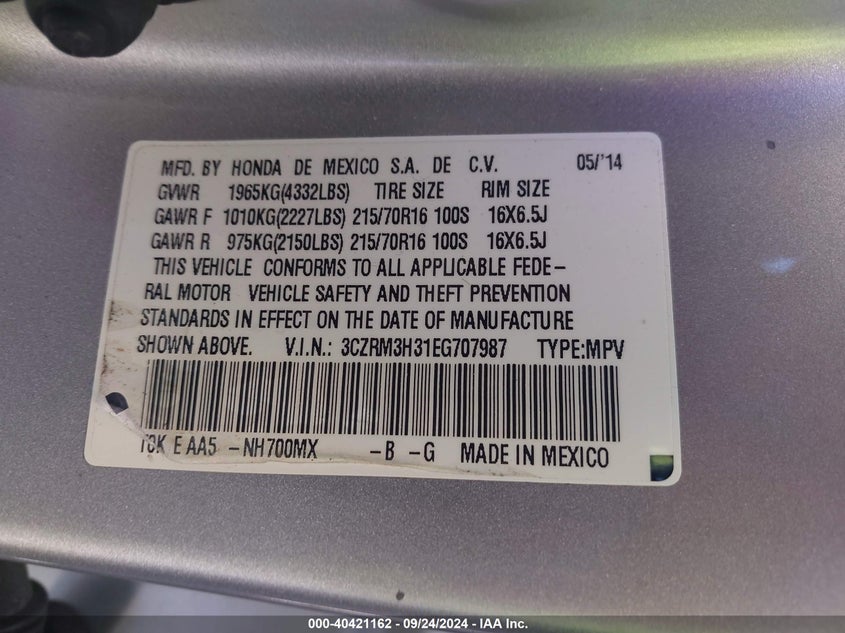 MFD. BY HONDA DE MEXICO S.A. DE C.V. 05/'14
GVWR 1965KG(4332LBS) TIRE SIZE RIM SIZE
GAWR F 1010KG(2227LBS) 215/70R16 100S 16X6.5J
GAWR R 975KG(2150LBS) 215/70R16 100S 16X6.5J
THIS VEHICLE CONFORMS TO ALL APPLICABLE FEDE-
RAL MOTOR VEHICLE SAFETY AND THEFT PREVENTION
STANDARDS IN EFFECT ON THE DATE OF MANUFACTURE
SHOWN ABOVE. V.I.N.: 3CZRM3H31EG707987 TYPE:MPV
E AA5 -NH700MX -B -G MADE IN MEXICO
000-40421162 - 09/24/2024 - IAA Inc.